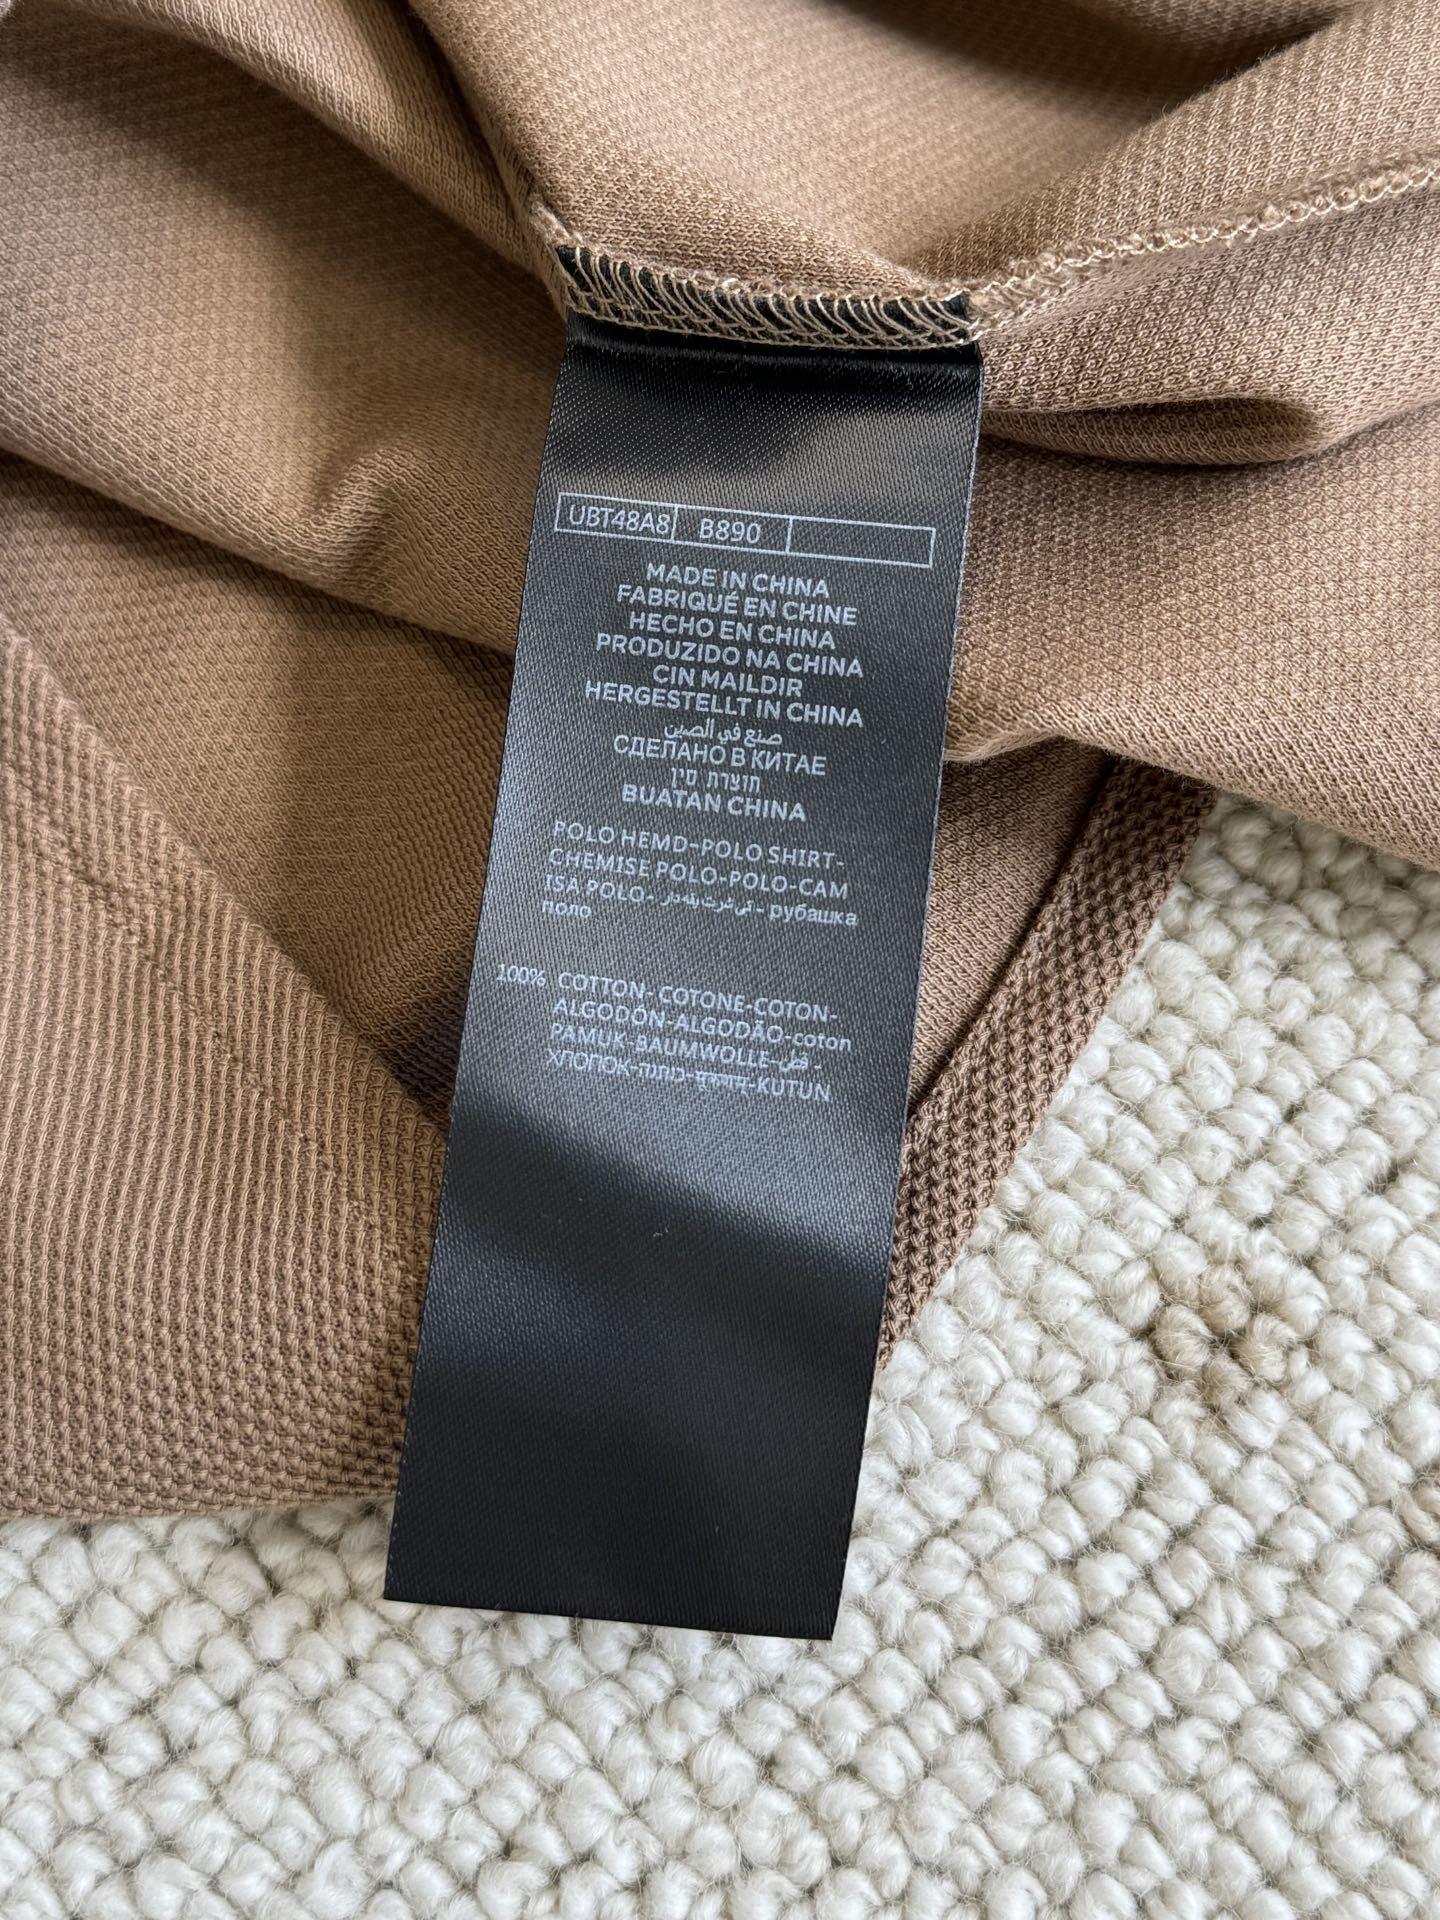 UBT48A8 B890
MADE IN CHINA
FABRIQUÉ EN CHINE
HECHO EN CHINA
PRODUZIDO NA CHINA
CIN MAILDIR
HERGESTELLT IN CHINA
صنع في الصين
СДЕЛАНО В КИТАЕ
תוצרת סין
BUATAN CHINA
POLO HEMD-POLO SHIRT-
CHEMISE POLO-POLO-CAM
ISA POLO- - рубашка
поло
100% COTTON- COTONE-COTON-
ALGODÓN-ALGODÃO-coton
PAMUK-BAUMWOLLE- -
ХЛОПОК- -KUTUN